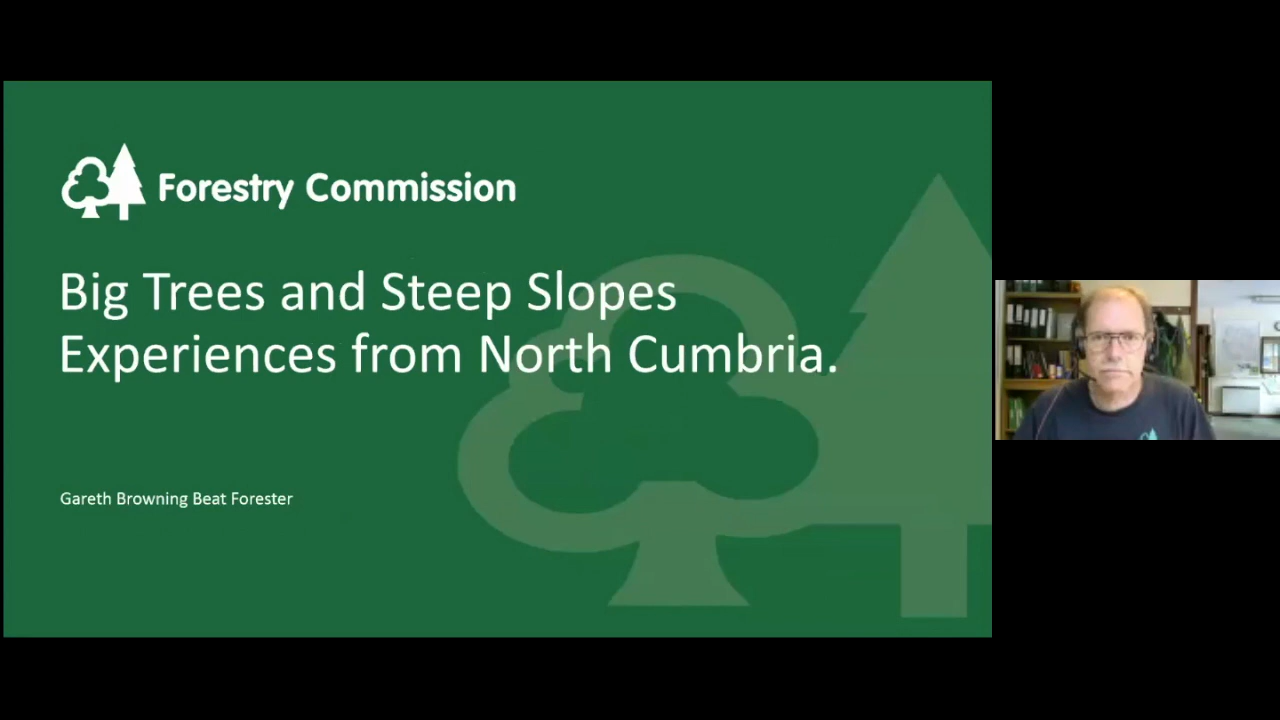 Forestry Commission
Big Trees and Steep Slopes
Experiences from North Cumbria.
Gareth Browning Beat Forester